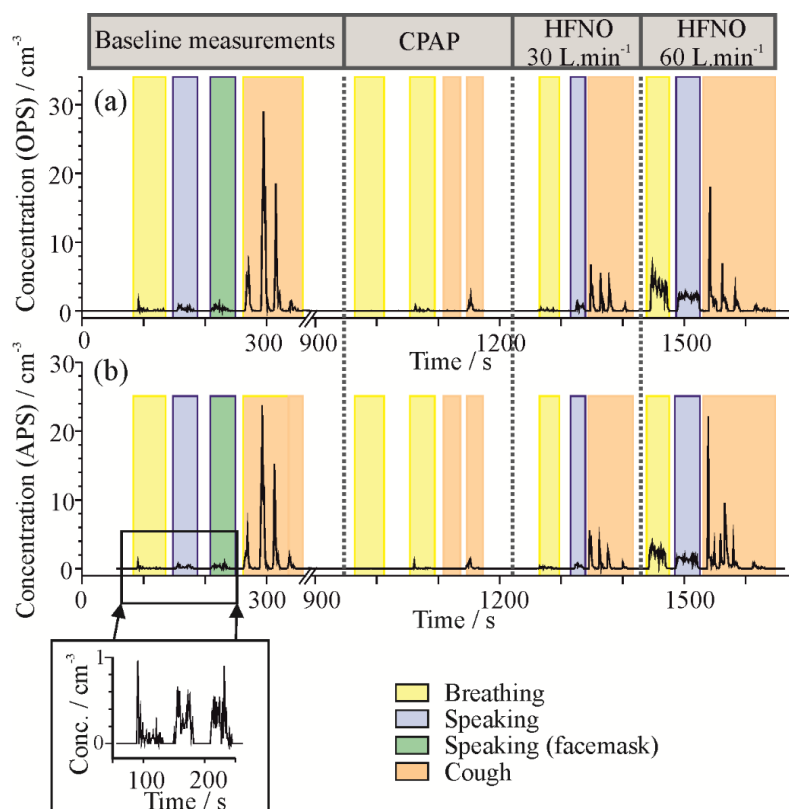 Baseline measurements
CPAP
HFNO
30 L.min⁻¹
HFNO
60 L.min⁻¹
(a)
Concentration (OPS) / cm⁻³
30
20
10
0
0
300
900
1200
1500
Time / s
(b)
Concentration (APS) / cm⁻³
30
20
10
0
0
300
900
1200
1500
Time / s
Conc. / cm⁻³
1
0
100
200
Time / s
Breathing
Speaking
Speaking (facemask)
Cough